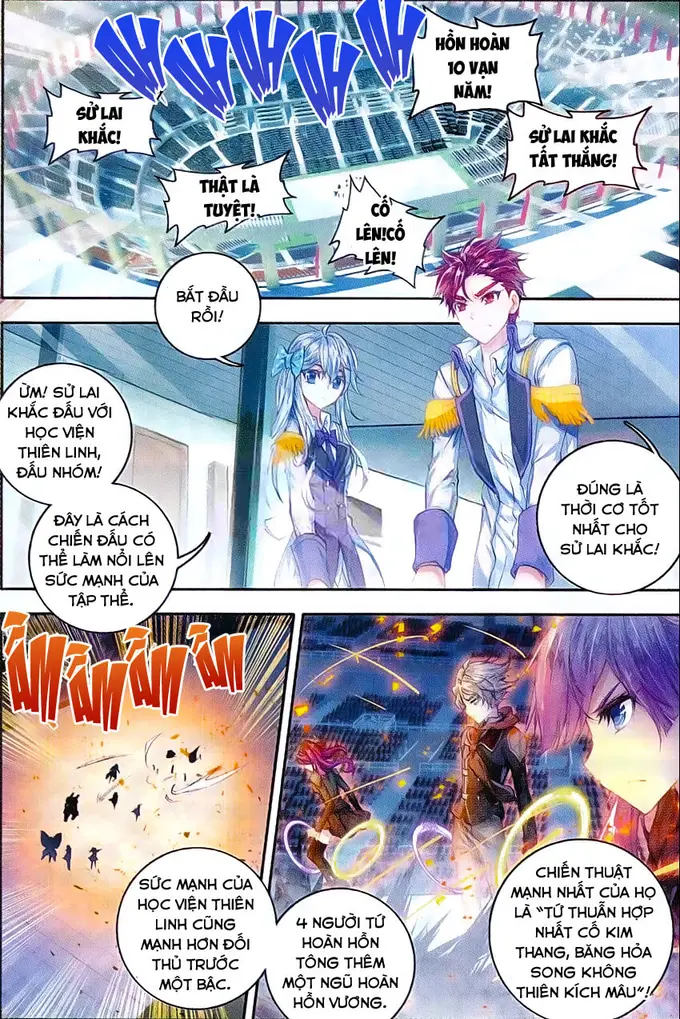 AH AH AH AH AH
HỒN HOÀN
10 VẠN
NĂM!
SỬ LAI
KHẮC!
SỬ LAI KHẮC
TẤT THẮNG!
THẬT LÀ
TUYỆT!
CỐ
LÊN!CỐ
LÊN!
BẮT ĐẦU
RỒI!
ỪM! SỬ LAI
KHẮC ĐẤU VỚI
HỌC VIỆN
THIÊN LINH,
ĐẤU NHÓM!
ĐÂY LÀ CÁCH
CHIẾN ĐẤU CÓ
THỂ LÀM NỔI LÊN
SỨC MẠNH CỦA
TẬP THỂ.
ĐÚNG LÀ
THỜI CƠ TỐT
NHẤT CHO
SỬ LAI KHẮC!
ẦM ẦM ẦM ẦM
SỨC MẠNH CỦA
HỌC VIỆN THIÊN
LINH CŨNG
MẠNH HƠN ĐỐI
THỦ TRƯỚC
MỘT BẬC.
4 NGƯỜI TỨ
HOÀN HỒN
TÔNG THÊM
MỘT NGŨ HOÀN
HỒN VƯƠNG.
CHIẾN THUẬT
MẠNH NHẤT CỦA HỌ
LÀ "TỨ THUẪN HỢP
NHẤT CỐ KIM
THANG, BĂNG HỎA
SONG KHÔNG
THIÊN KÍCH MÂU"!